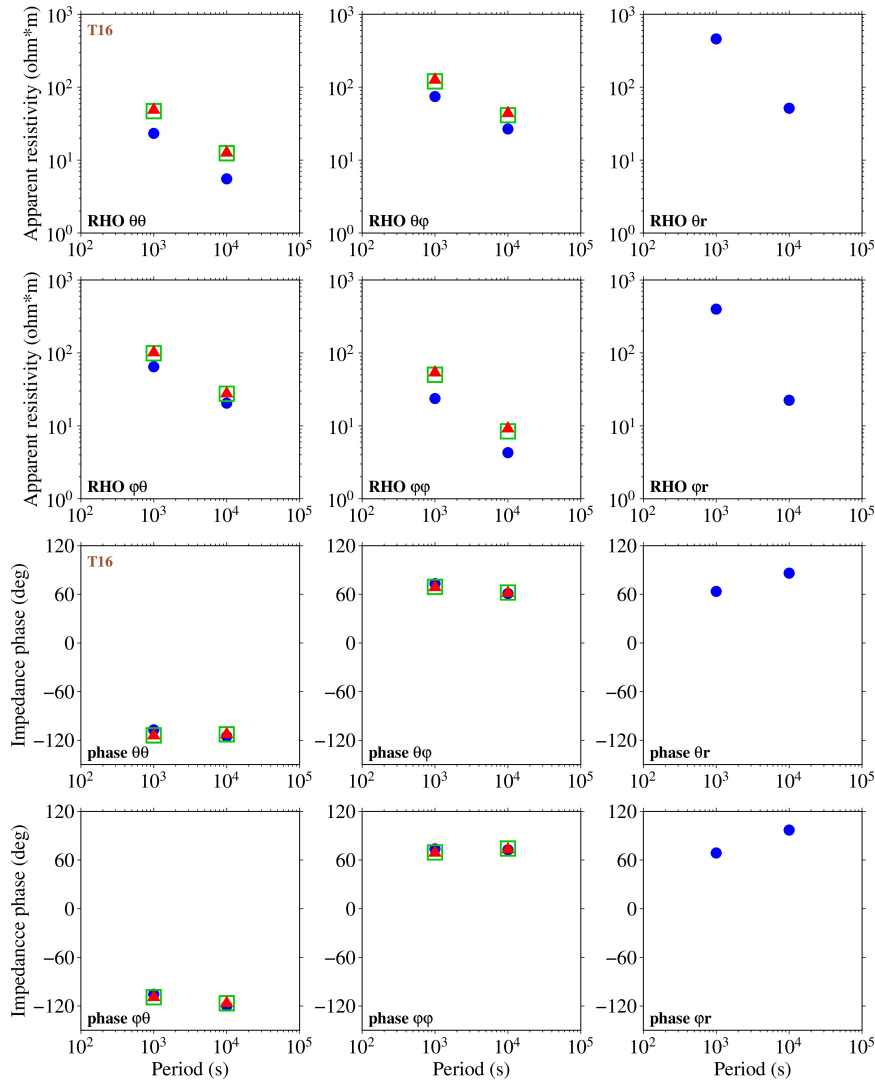 Apparent resistivity (ohm*m)
10³
10²
10¹
10⁰
T16
RHO θθ
10² 10³ 10⁴ 10⁵
10³
10²
10¹
10⁰
RHO θφ
10² 10³ 10⁴ 10⁵
10³
10²
10¹
10⁰
RHO θr
10² 10³ 10⁴ 10⁵
Apparent resistivity (ohm*m)
10³
10²
10¹
10⁰
RHO φθ
10² 10³ 10⁴ 10⁵
10³
10²
10¹
10⁰
RHO φφ
10² 10³ 10⁴ 10⁵
10³
10²
10¹
10⁰
RHO φr
10² 10³ 10⁴ 10⁵
Impedance phase (deg)
120
60
0
−60
−120
T16
phase θθ
10² 10³ 10⁴ 10⁵
120
60
0
−60
−120
phase θφ
10² 10³ 10⁴ 10⁵
120
60
0
−60
−120
phase θr
10² 10³ 10⁴ 10⁵
Impedancce phase (deg)
120
60
0
−60
−120
phase φθ
10² 10³ 10⁴ 10⁵
Period (s)
120
60
0
−60
−120
phase φφ
10² 10³ 10⁴ 10⁵
Period (s)
120
60
0
−60
−120
phase φr
10² 10³ 10⁴ 10⁵
Period (s)